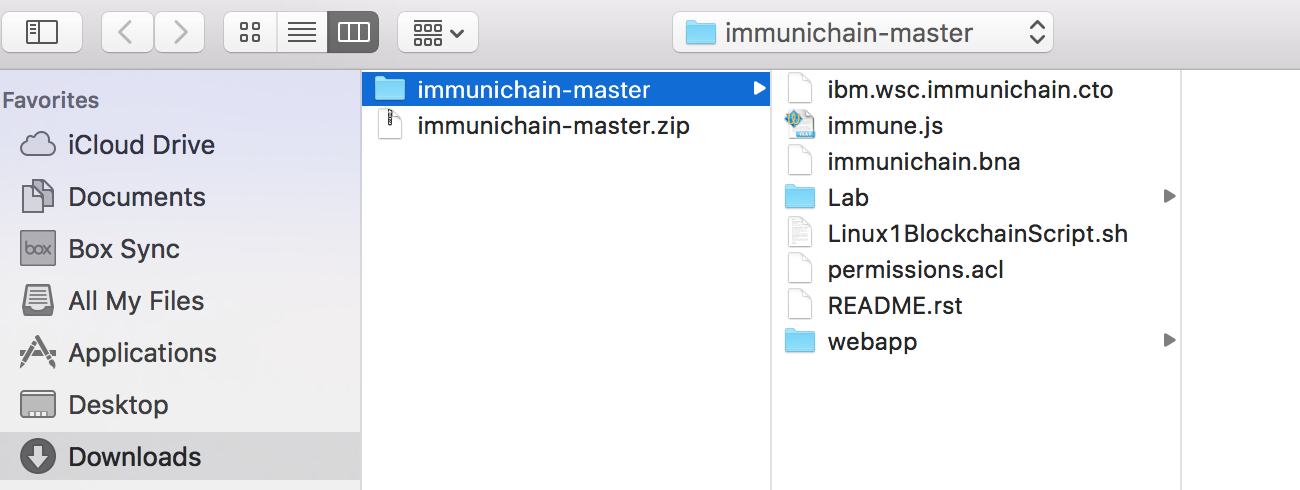 immunichain-master
Favorites
iCloud Drive
Documents
box
Box Sync
All My Files
Applications
Desktop
Downloads
immunichain-master
immunichain-master.zip
ibm.wsc.immunichain.cto
immune.js
immunichain.bna
Lab
Linux1BlockchainScript.sh
permissions.acl
README.rst
webapp